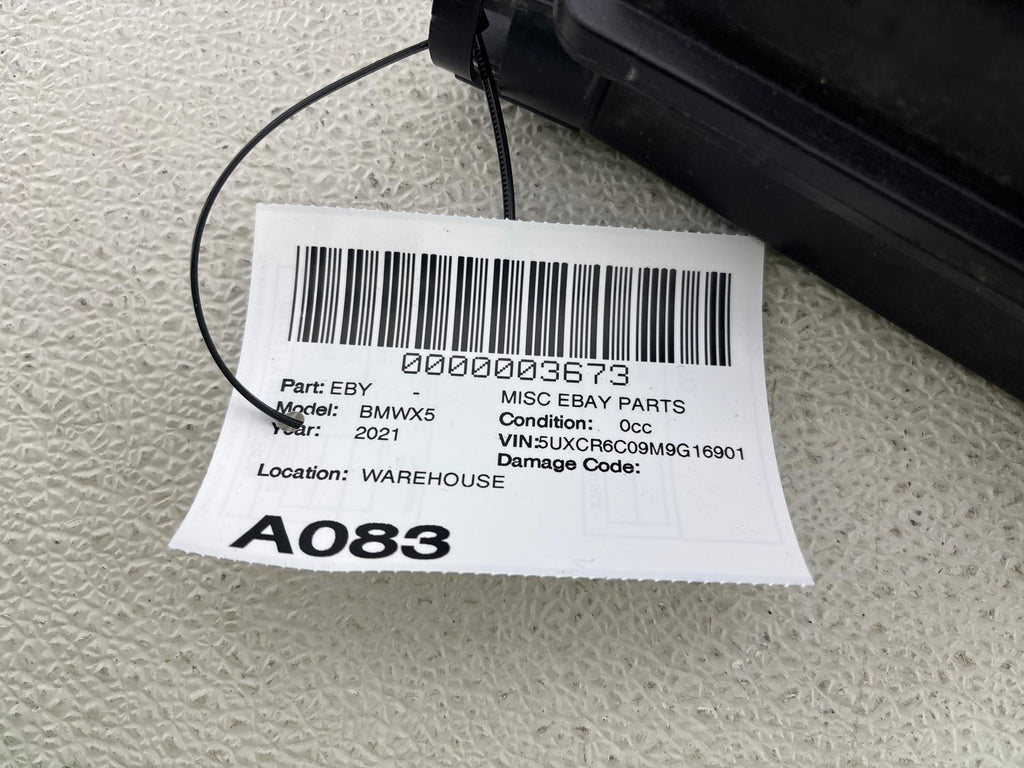 0000003673
Part: EBY - MISC EBAY PARTS
Model: BMWX5 Condition: 0cc
Year: 2021 VIN:5UXCR6C09M9G16901
Damage Code:
Location: WAREHOUSE
A083